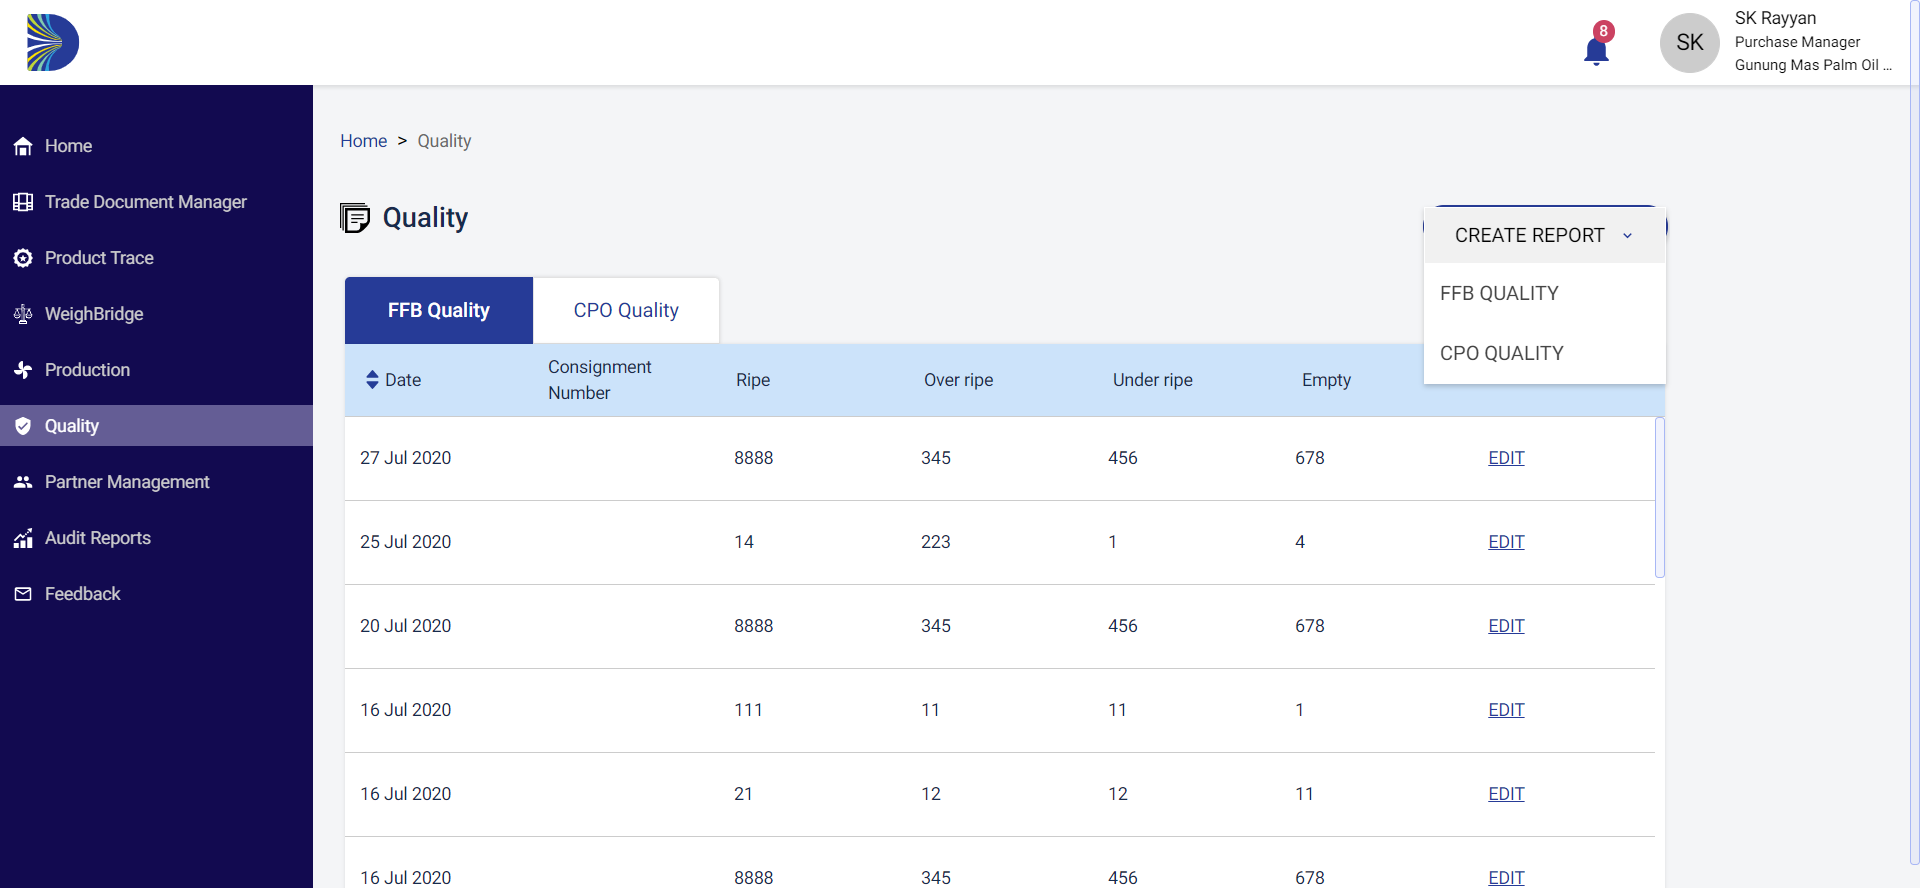 8
SK
SK Rayyan
Purchase Manager
Gunung Mas Palm Oil ...
Home
Trade Document Manager
Product Trace
WeighBridge
Production
Quality
Partner Management
Audit Reports
Feedback
Home > Quality
Quality
CREATE REPORT
FFB QUALITY
CPO QUALITY
FFB Quality CPO Quality
Date Consignment Number Ripe Over ripe Under ripe Empty
27 Jul 2020 8888 345 456 678 EDIT
25 Jul 2020 14 223 1 4 EDIT
20 Jul 2020 8888 345 456 678 EDIT
16 Jul 2020 111 11 11 1 EDIT
16 Jul 2020 21 12 12 11 EDIT
16 Jul 2020 8888 345 456 678 EDIT